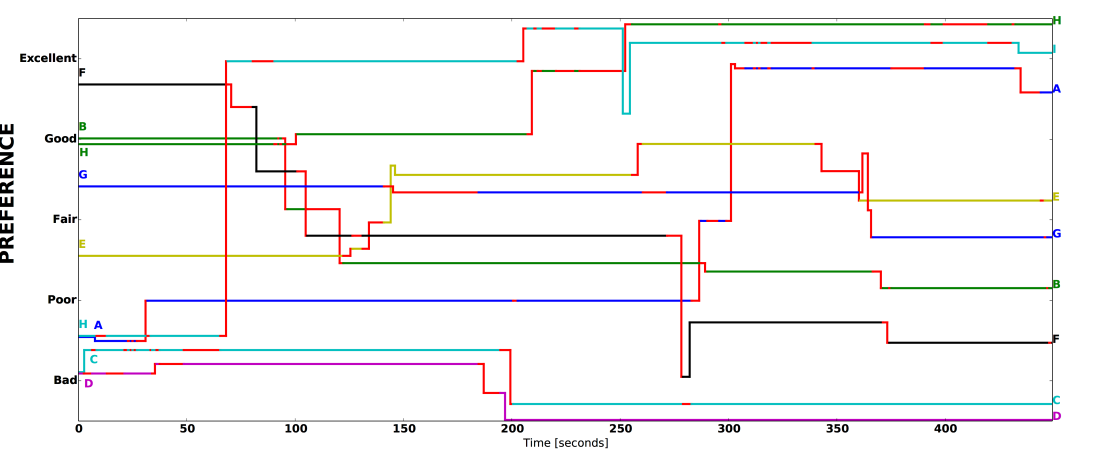 H
I
Excellent
F
A
B
Good
H
G
PREFERENCE
E
Fair
G
E
B
Poor
H A
F
C
Bad
D
C
D
0 50 100 150 200 250 300 350 400
Time [seconds]